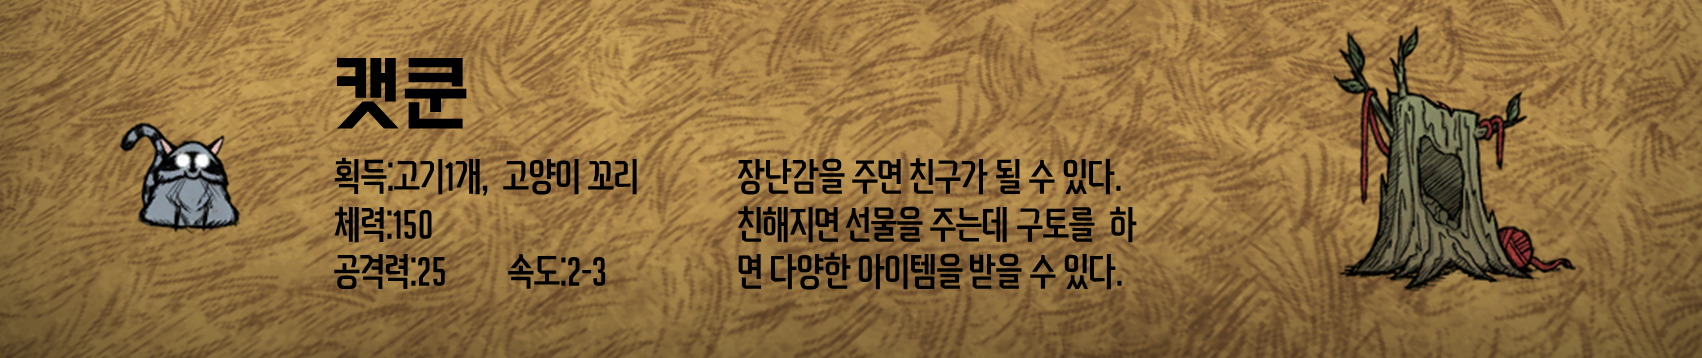 캣쿤
획득:고기1개, 고양이 꼬리
체력:150
공격력:25 속도:2-3
장난감을 주면 친구가 될 수 있다.
친해지면 선물을 주는데 구토를 하
면 다양한 아이템을 받을 수 있다.